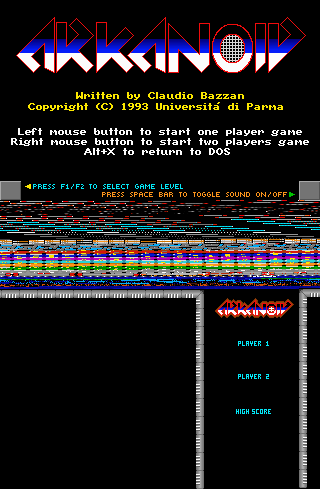 ARKANOID
Written by Claudio Bazzan
Copyright (C) 1993 Universitá di Parma
Left mouse button to start one player game
Right mouse button to start two players game
Alt+X to return to DOS
PRESS F1/F2 TO SELECT GAME LEVEL
PRESS SPACE BAR TO TOGGLE SOUND ON/OFF
ARKANOID
PLAYER 1
PLAYER 2
HIGH SCORE